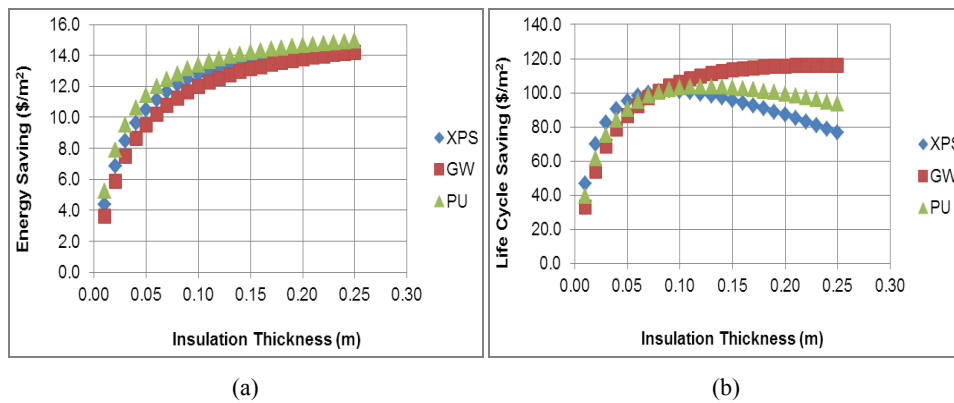 16.0
14.0
12.0
10.0
8.0
6.0
4.0
2.0
0.0
Energy Saving ($/m²)
0.00 0.05 0.10 0.15 0.20 0.25 0.30
Insulation Thickness (m)
XPS
GW
PU
(a)
140.0
120.0
100.0
80.0
60.0
40.0
20.0
0.0
Life Cycle Saving ($/m²)
0.00 0.05 0.10 0.15 0.20 0.25 0.30
Insulation Thickness (m)
XPS
GW
PU
(b)